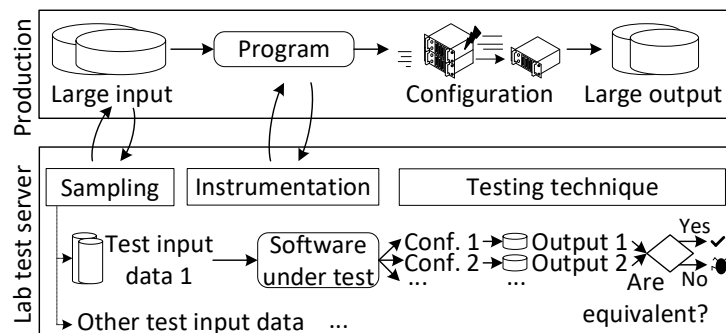 Production
Program
Large input
Configuration
Large output
Lab test server
Sampling
Instrumentation
Testing technique
Test input
data 1
Software
under test
Conf. 1
Output 1
Conf. 2
Output 2
...
...
Yes
No
Are
equivalent?
Other test input data
...